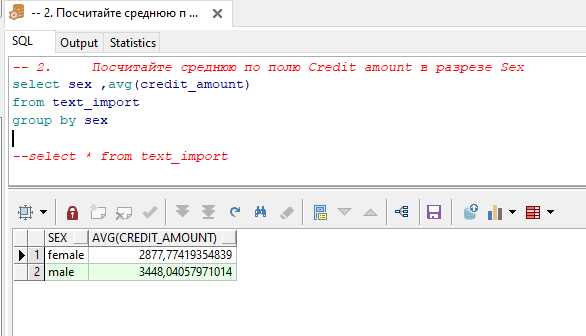 -- 2. Посчитайте среднюю п ...
SQL Output Statistics
-- 2. Посчитайте среднюю по полю Credit amount в разрезе Sex
select sex ,avg(credit_amount)
from text_import
group by sex
--select * from text_import
SEX AVG(CREDIT_AMOUNT)
1 female 2877,77419354839
2 male 3448,04057971014